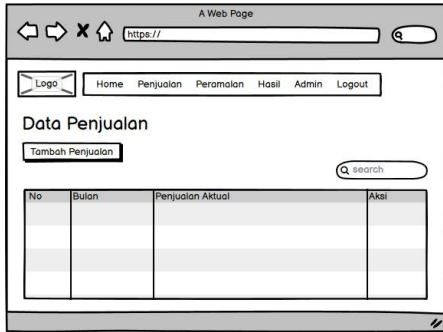 A Web Page
https://
Logo Home Penjualan Peramalan Hasil Admin Logout
Data Penjualan
Tambah Penjualan
search
No Bulan Penjualan Aktual Aksi